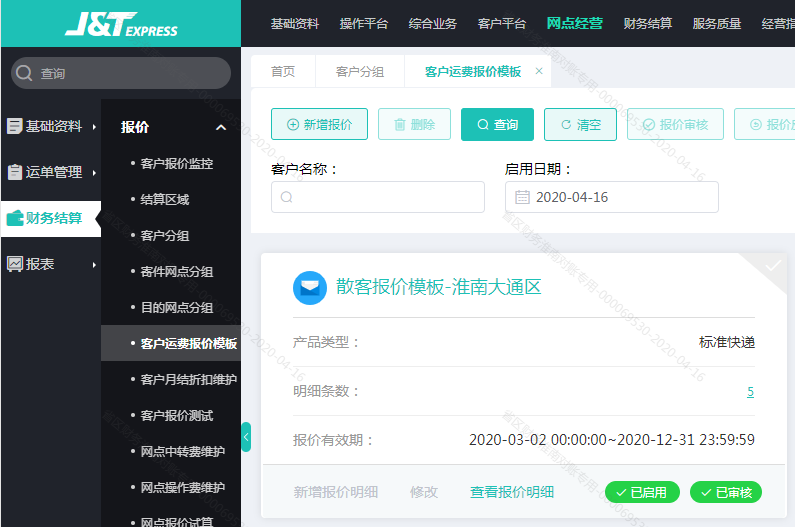 J&T EXPRESS
基础资料 操作平台 综合业务 客户平台 网点经营 财务结算 服务质量 经营指
查询
首页 客户分组 客户运费报价模板 ×
基础资料
运单管理
财务结算
报表
报价
客户报价监控
结算区域
客户分组
寄件网点分组
目的网点分组
客户运费报价模板
客户月结折扣维护
客户报价测试
网点中转费维护
网点操作费维护
网点报价试算
新增报价 删除 查询 清空 报价审核 报价反
客户名称： 启用日期：
2020-04-16
散客报价模板-淮南大通区
产品类型： 标准快递
明细条数： 5
报价有效期： 2020-03-02 00:00:00~2020-12-31 23:59:59
新增报价明细 修改 查看报价明细 已启用 已审核